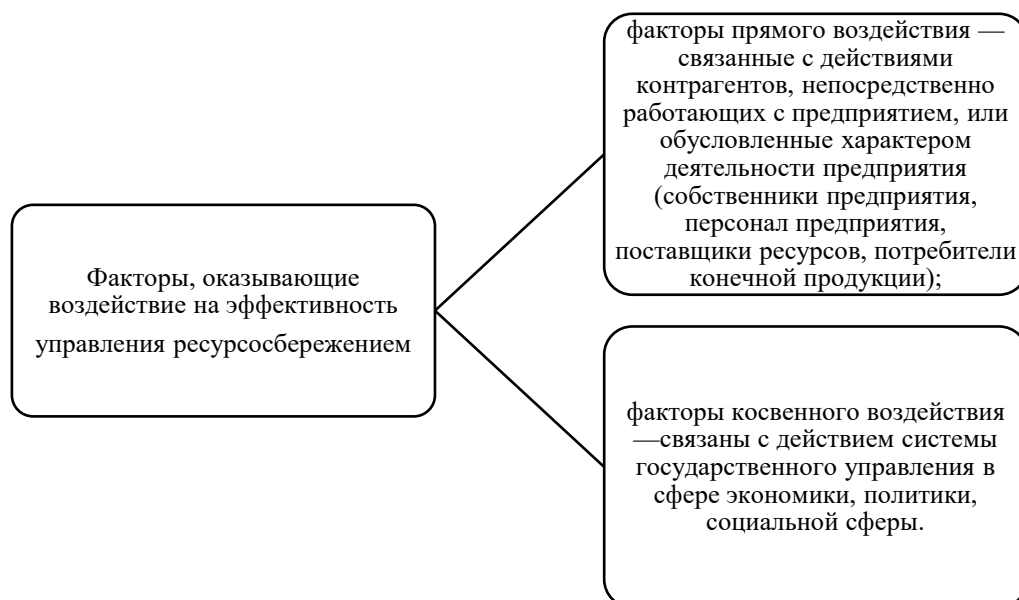 Факторы, оказывающие
воздействие на эффективность
управления ресурсосбережением
факторы прямого воздействия —
связанные с действиями
контрагентов, непосредственно
работающих с предприятием, или
обусловленные характером
деятельности предприятия
(собственники предприятия,
персонал предприятия,
поставщики ресурсов, потребители
конечной продукции);
факторы косвенного воздействия
—связаны с действием системы
государственного управления в
сфере экономики, политики,
социальной сферы.